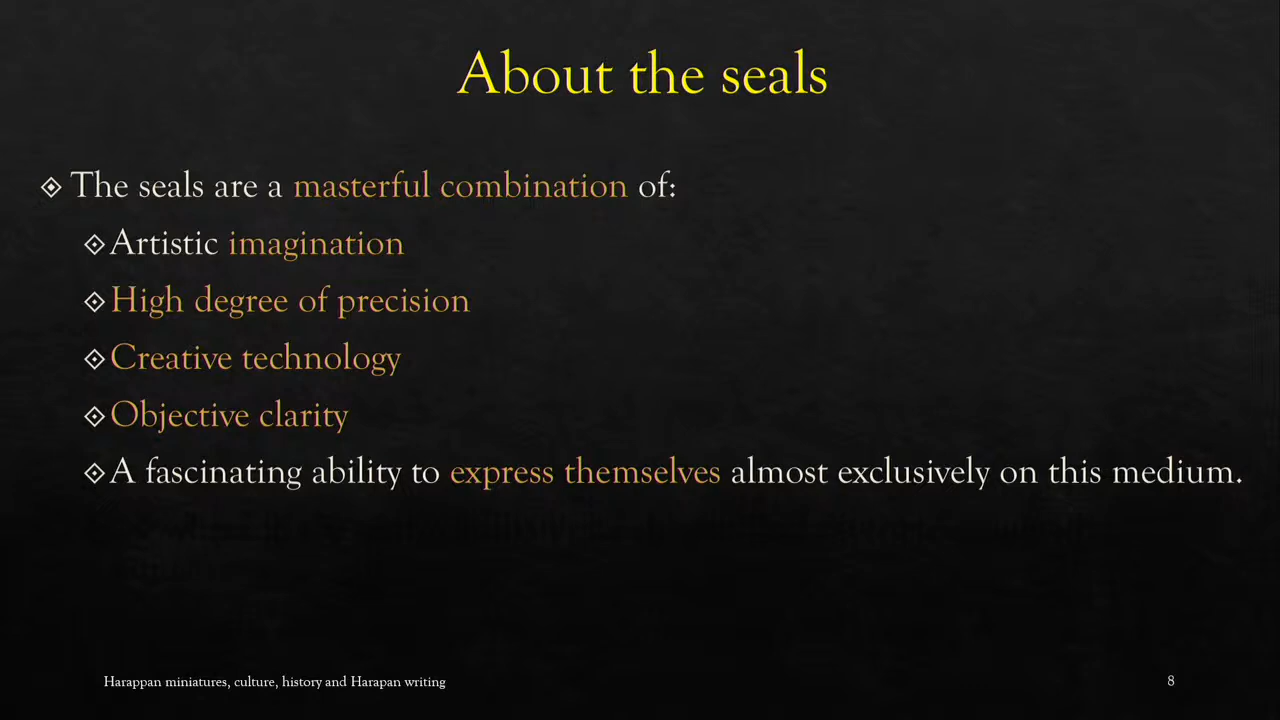 About the seals
The seals are a masterful combination of:
Artistic imagination
High degree of precision
Creative technology
Objective clarity
A fascinating ability to express themselves almost exclusively on this medium.
Harappan miniatures, culture, history and Harapan writing
8